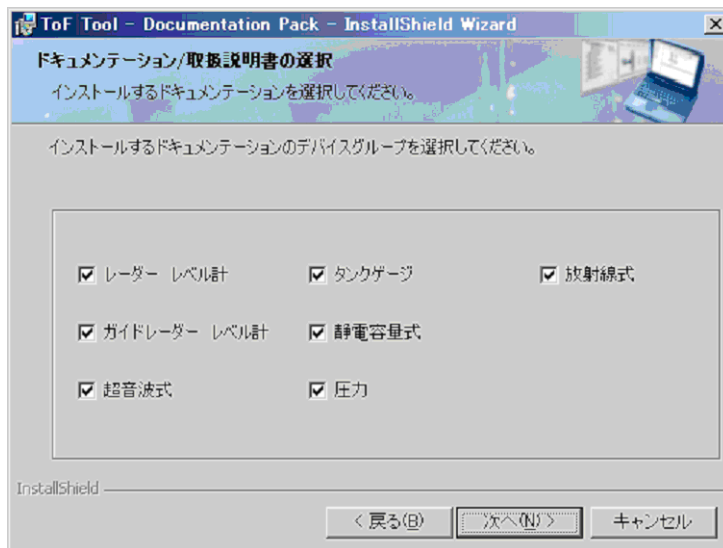 ToF Tool - Documentation Pack - InstallShield Wizard
ドキュメンテーション/取扱説明書の選択
インストールするドキュメンテーションを選択してください。
インストールするドキュメンテーションのデバイスグループを選択してください。
レーダー レベル計 タンクゲージ 放射線式
ガイドレーダー レベル計 静電容量式
超音波式 圧力
InstallShield
< 戻る(B) 次へ(N) > キャンセル